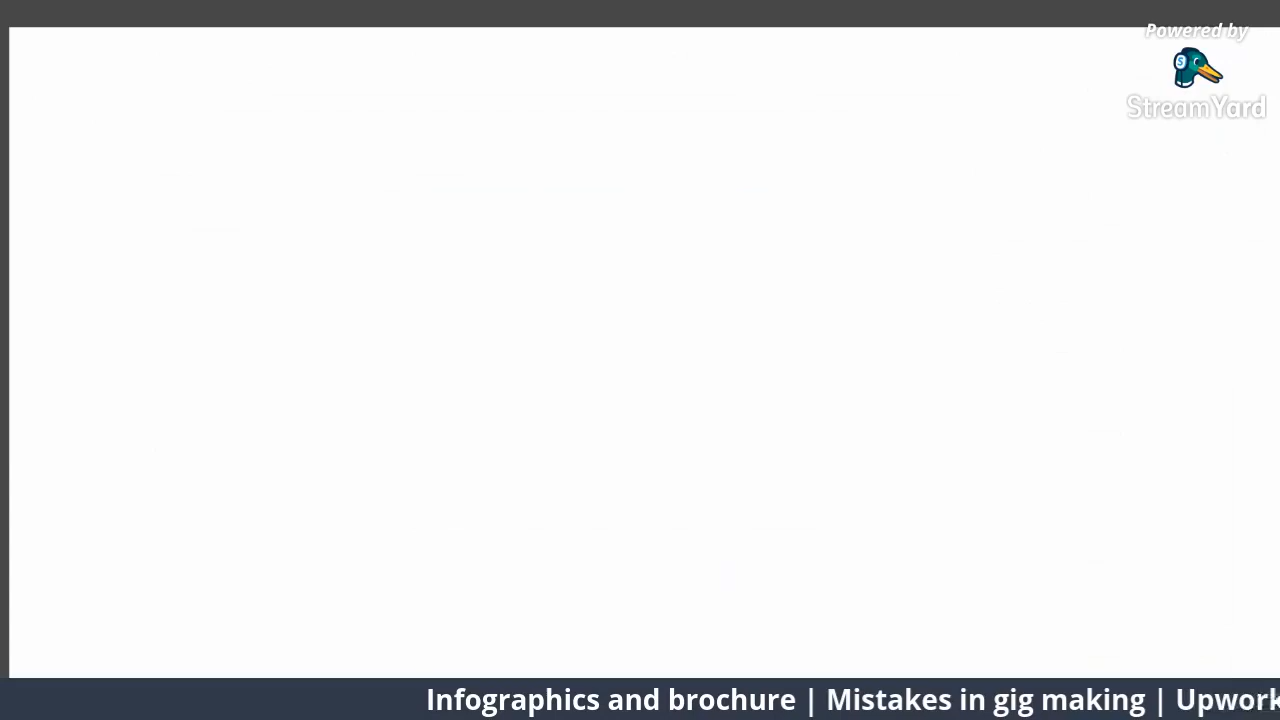 Powered by
StreamYard
Infographics and brochure | Mistakes in gig making | Upwork